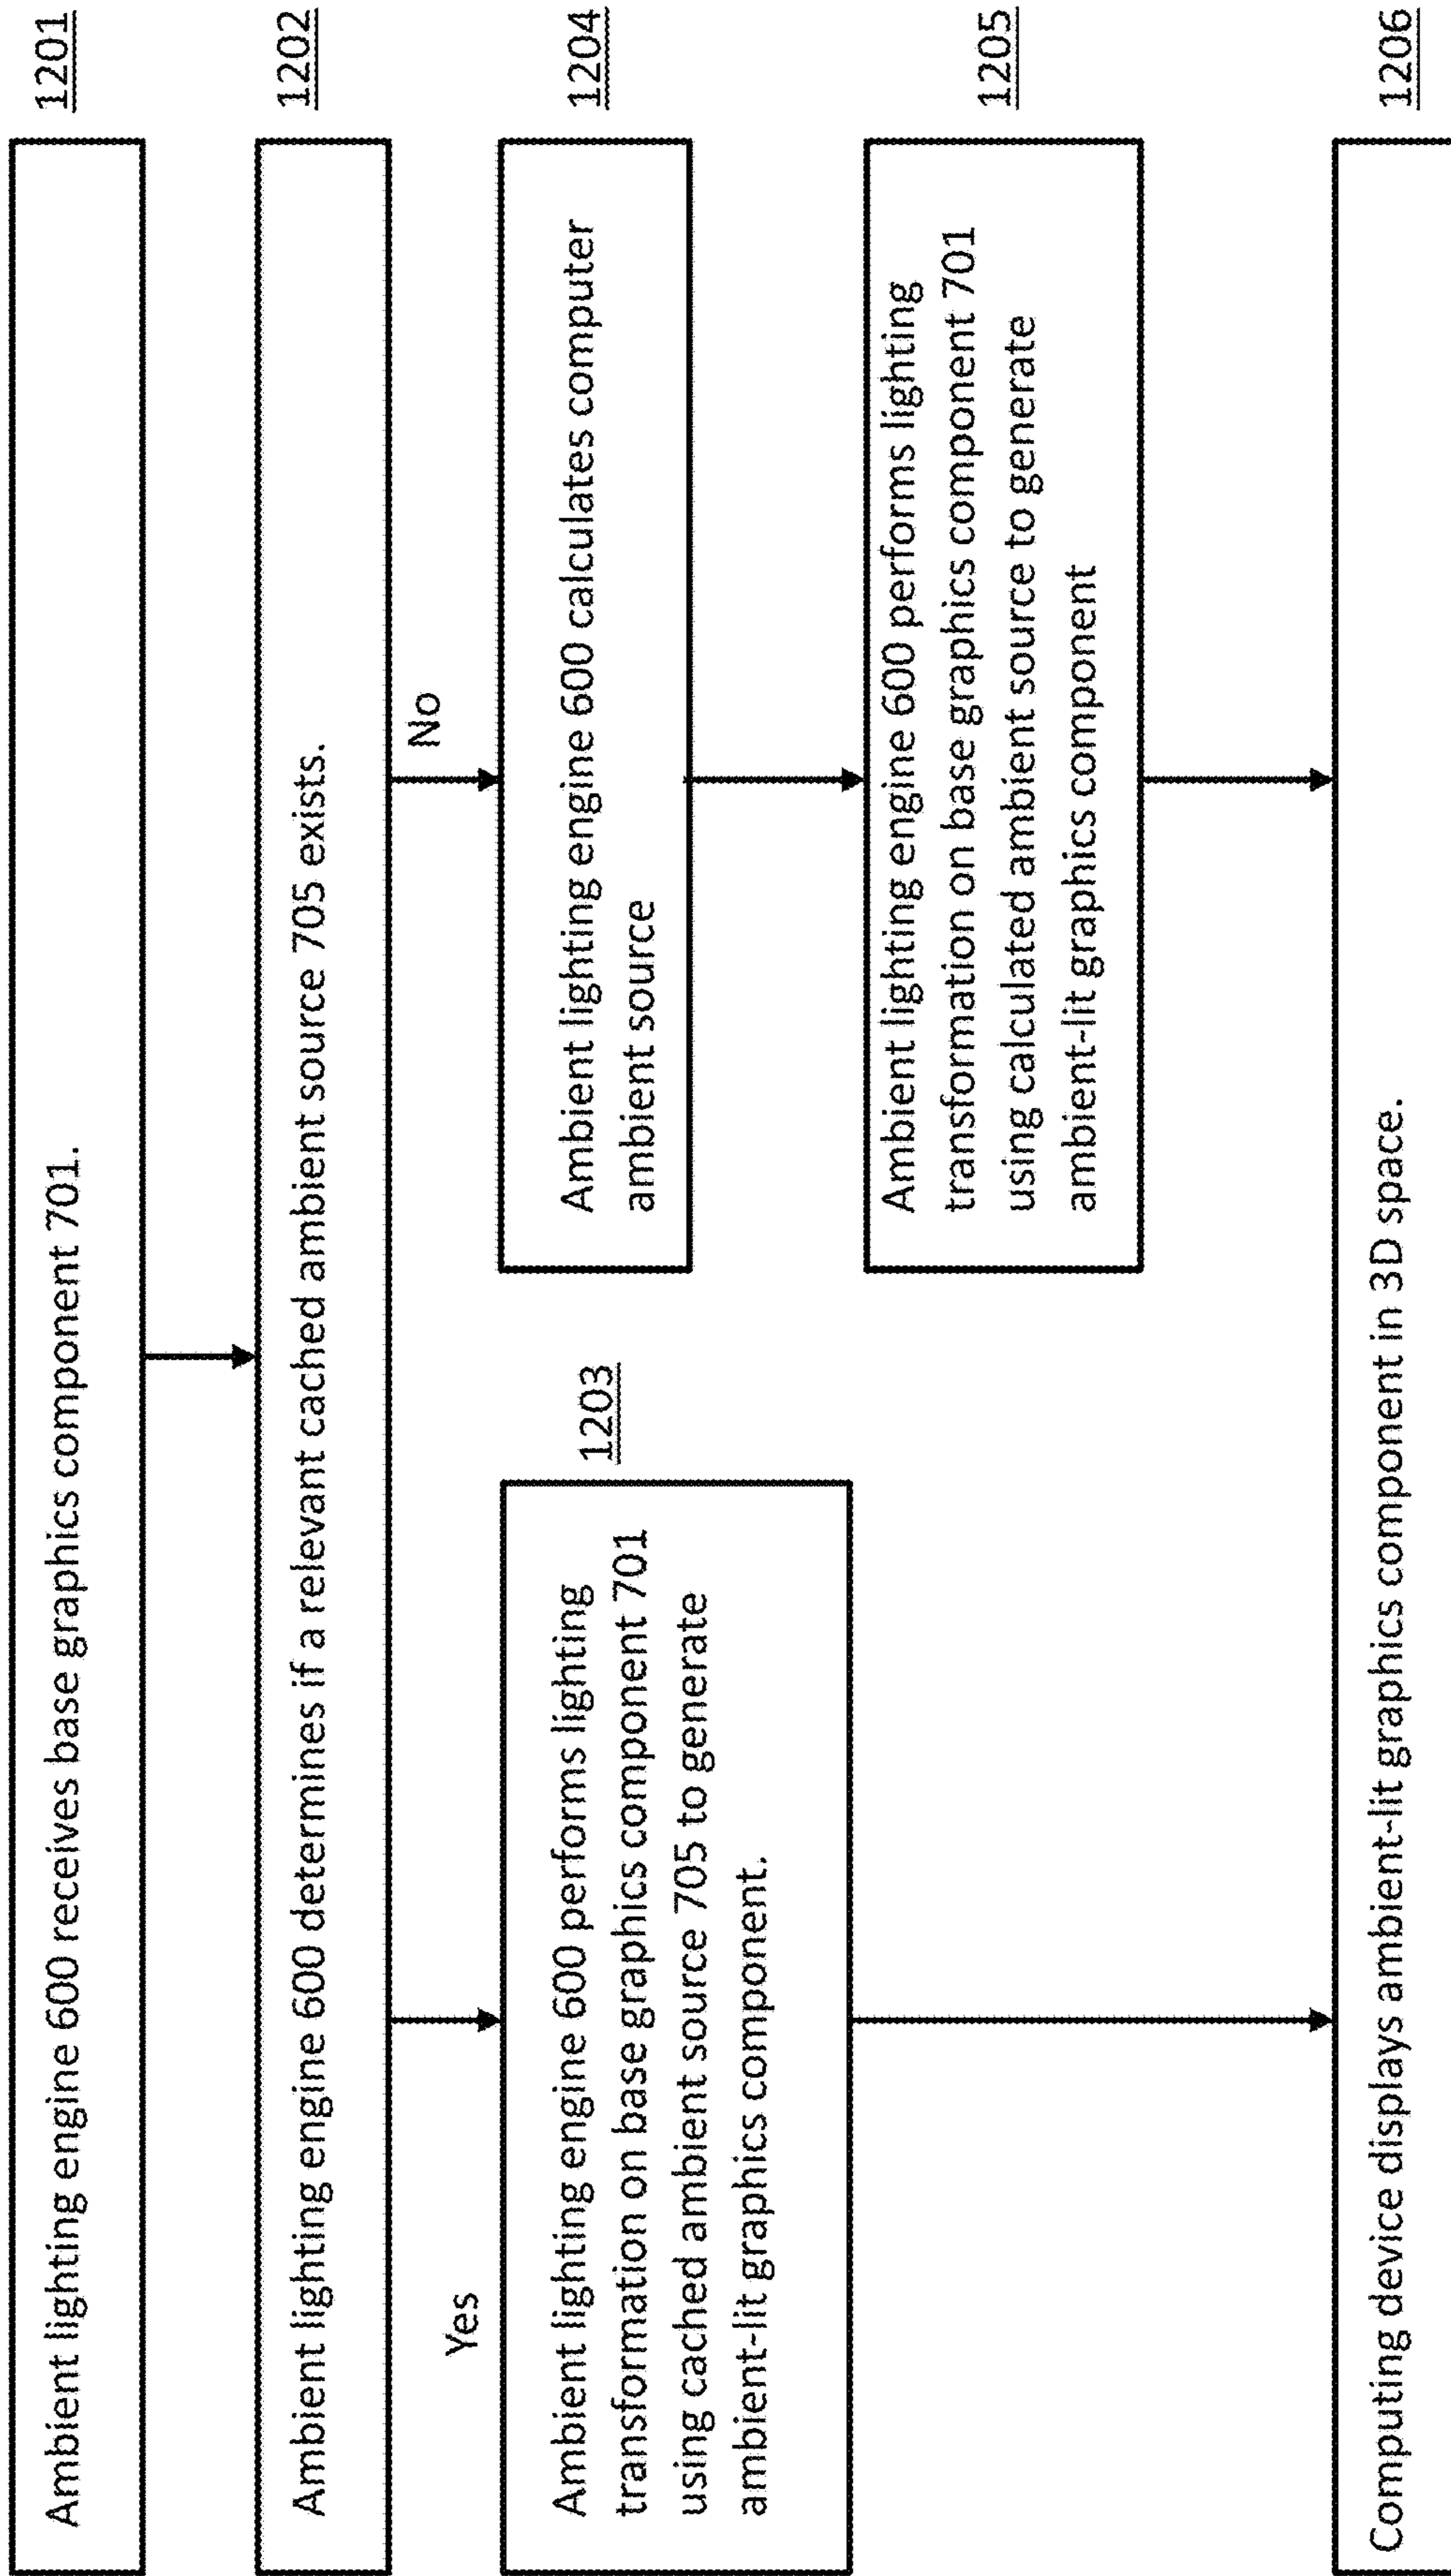 Ambient lighting engine 600 receives base graphics component 701.
1201
Ambient lighting engine 600 determines if a relevant cached ambient source 705 exists.
1202
Yes
Ambient lighting engine 600 performs lighting
transformation on base graphics component 701
using cached ambient source 705 to generate
ambient-lit graphics component.
1203
No
Ambient lighting engine 600 calculates computer
ambient source
1204
Ambient lighting engine 600 performs lighting
transformation on base graphics component 701
using calculated ambient source to generate
ambient-lit graphics component
1205
Computing device displays ambient-lit graphics component in 3D space.
1206